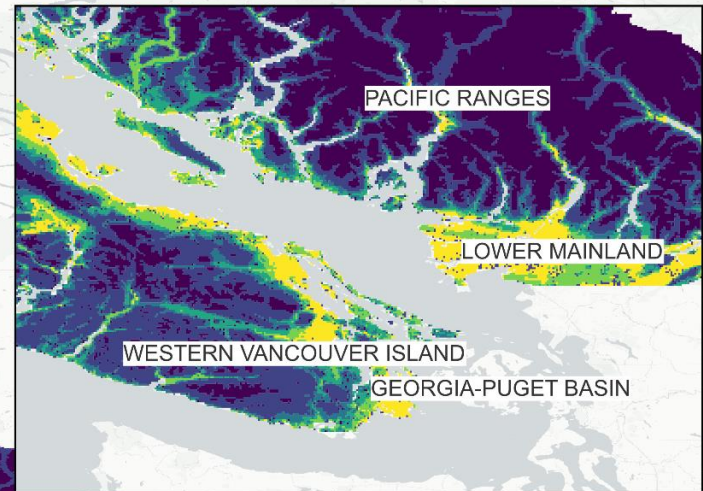 PACIFIC RANGES
LOWER MAINLAND
WESTERN VANCOUVER ISLAND
GEORGIA-PUGET BASIN